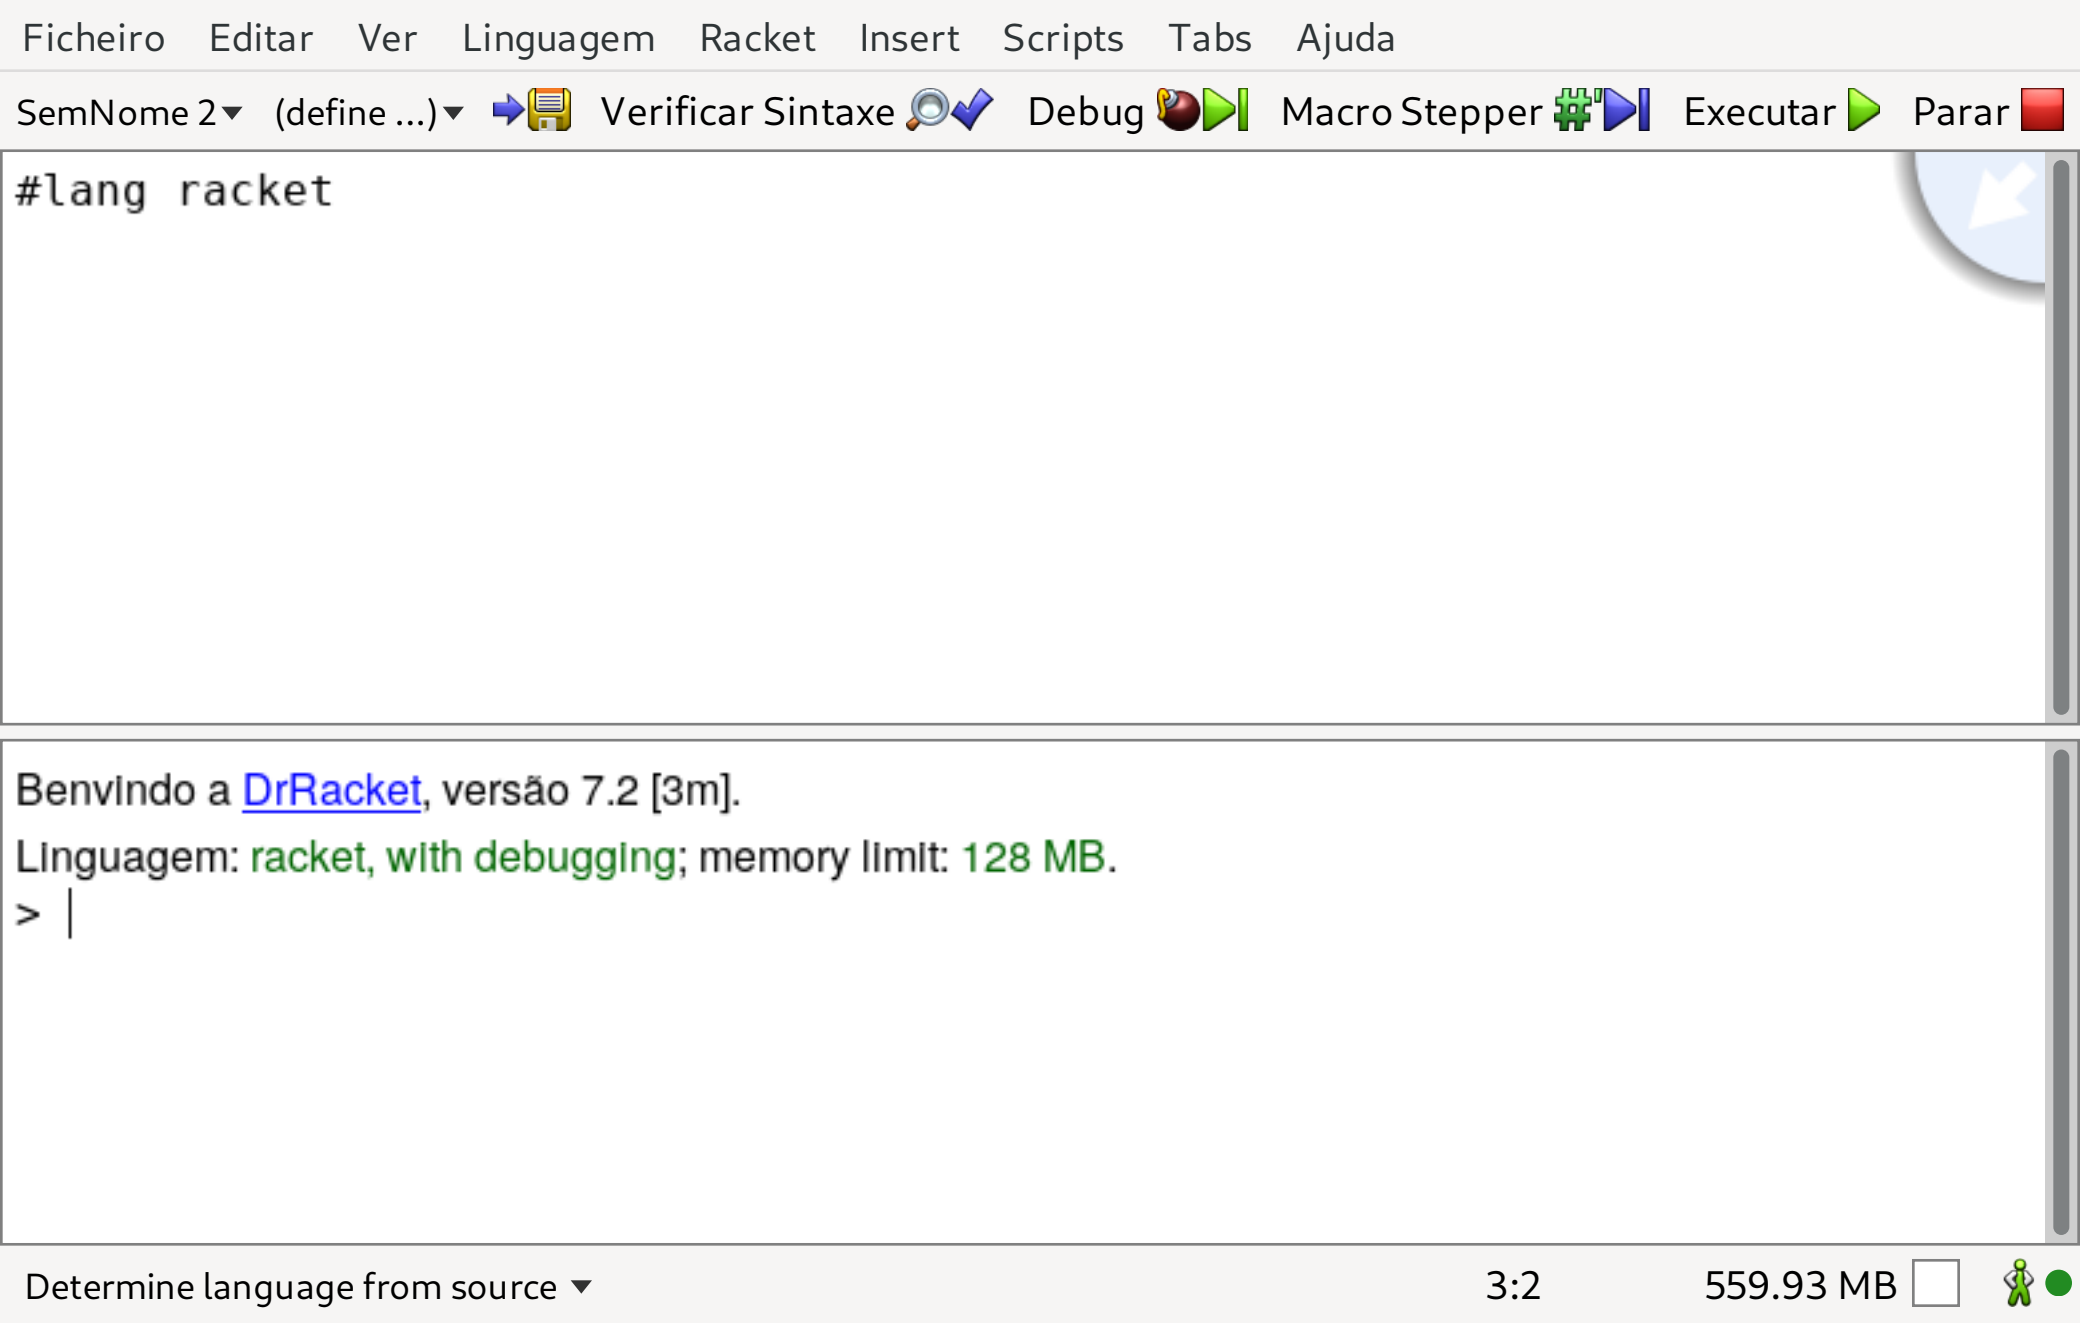 Ficheiro Editar Ver Linguagem Racket Insert Scripts Tabs Ajuda
SemNome 2 (define ...) Verificar Sintaxe Debug Macro Stepper #' Executar Parar
#lang racket
Benvindo a DrRacket, versão 7.2 [3m].
Linguagem: racket, with debugging; memory limit: 128 MB.
>
Determine language from source 3:2 559.93 MB